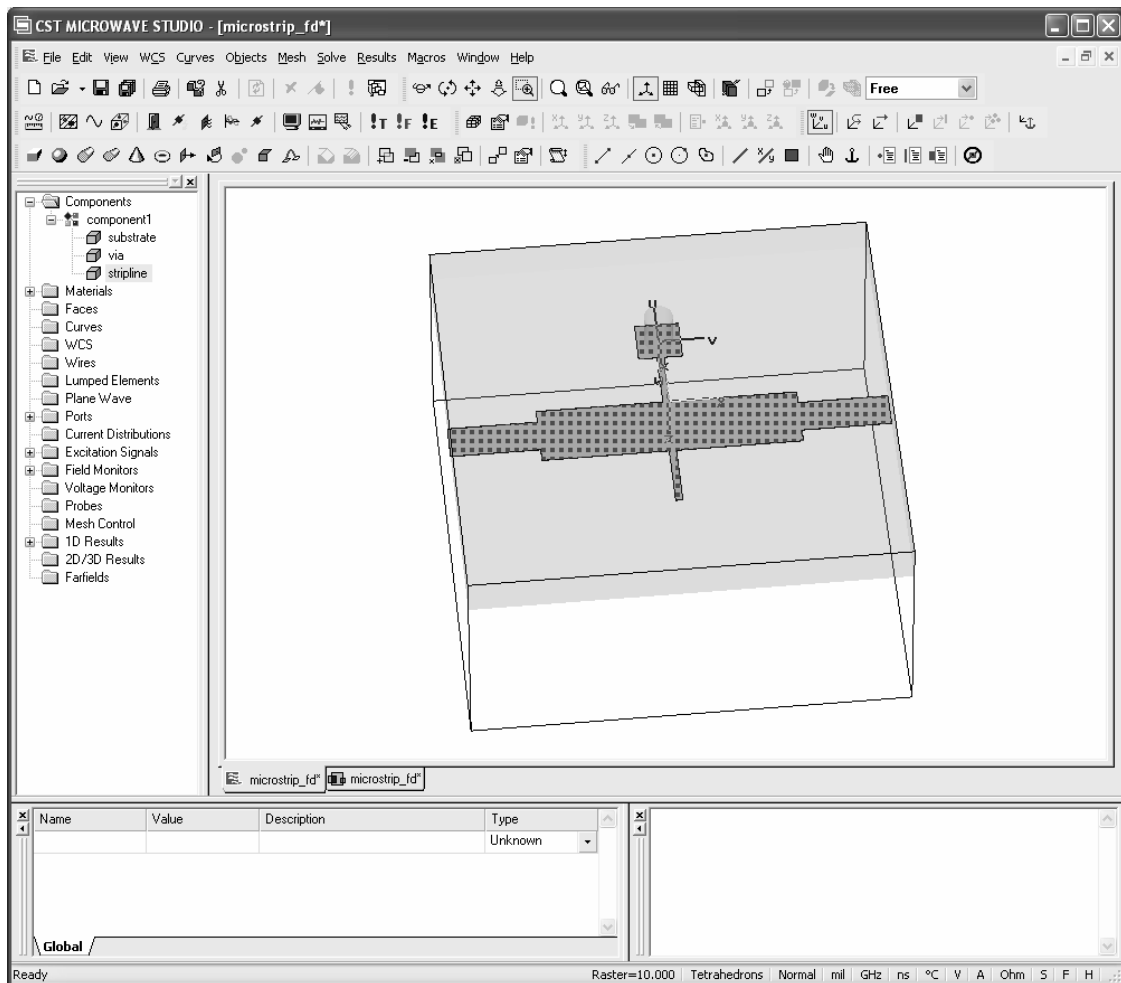 CST MICROWAVE STUDIO - [microstrip_fd*]
File Edit View WCS Curves Objects Mesh Solve Results Macros Window Help
Free
!T !F !E
Components
component1
substrate
via
stripline
Materials
Faces
Curves
WCS
Wires
Lumped Elements
Plane Wave
Ports
Current Distributions
Excitation Signals
Field Monitors
Voltage Monitors
Probes
Mesh Control
1D Results
2D/3D Results
Farfields
u
v
microstrip_fd* microstrip_fd*
Name Value Description Type
Unknown
Global
Ready Raster=10.000 Tetrahedrons Normal mil GHz ns °C V A Ohm S F H